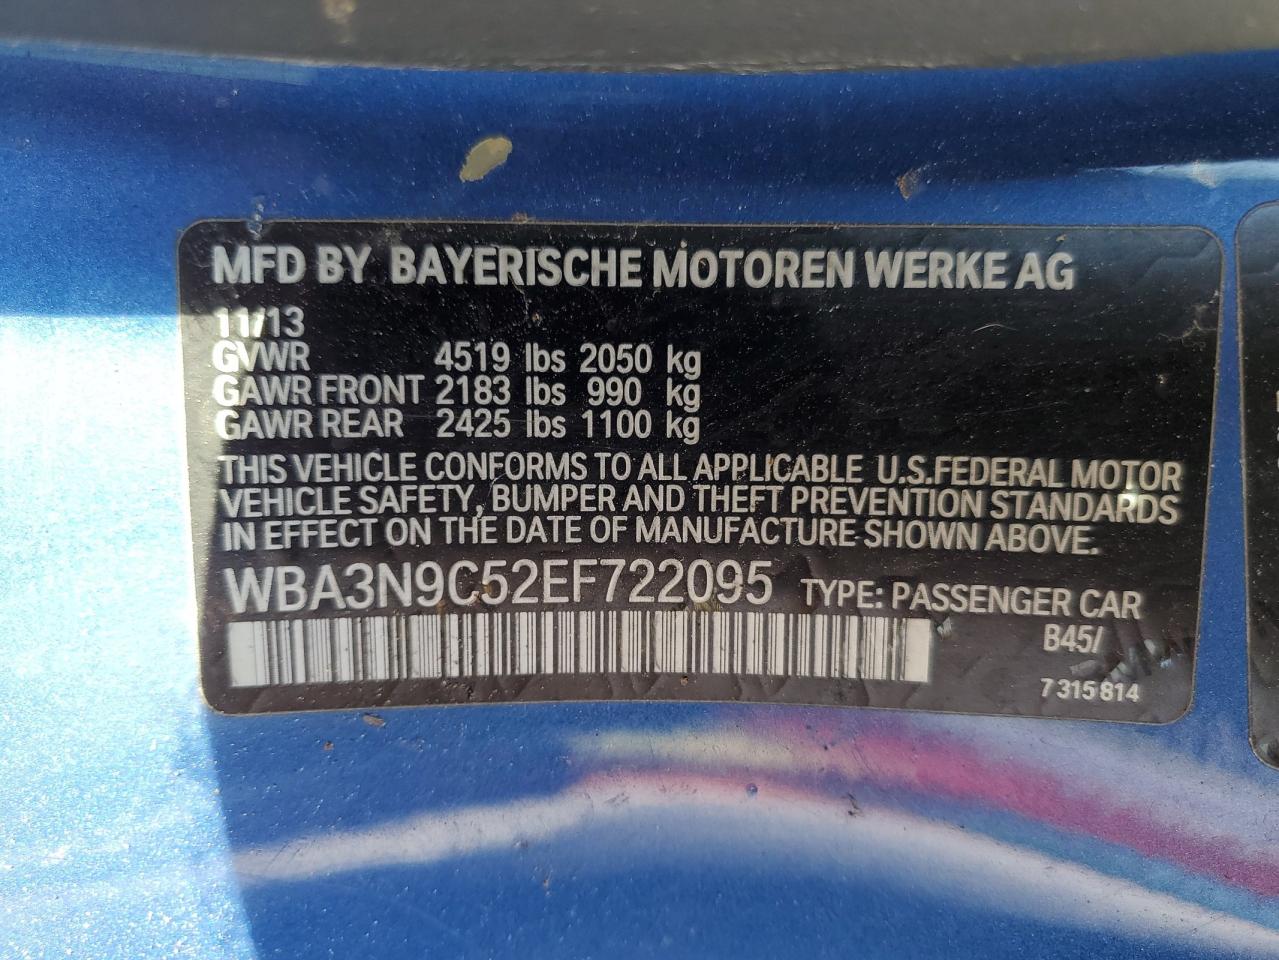 MFD BY BAYERISCHE MOTOREN WERKE AG
11/13
GVWR 4519 lbs 2050 kg
GAWR FRONT 2183 lbs 990 kg
GAWR REAR 2425 lbs 1100 kg
THIS VEHICLE CONFORMS TO ALL APPLICABLE U.S.FEDERAL MOTOR
VEHICLE SAFETY, BUMPER AND THEFT PREVENTION STANDARDS
IN EFFECT ON THE DATE OF MANUFACTURE SHOWN ABOVE.
WBA3N9C52EF722095 TYPE: PASSENGER CAR
B45/
7 315 814